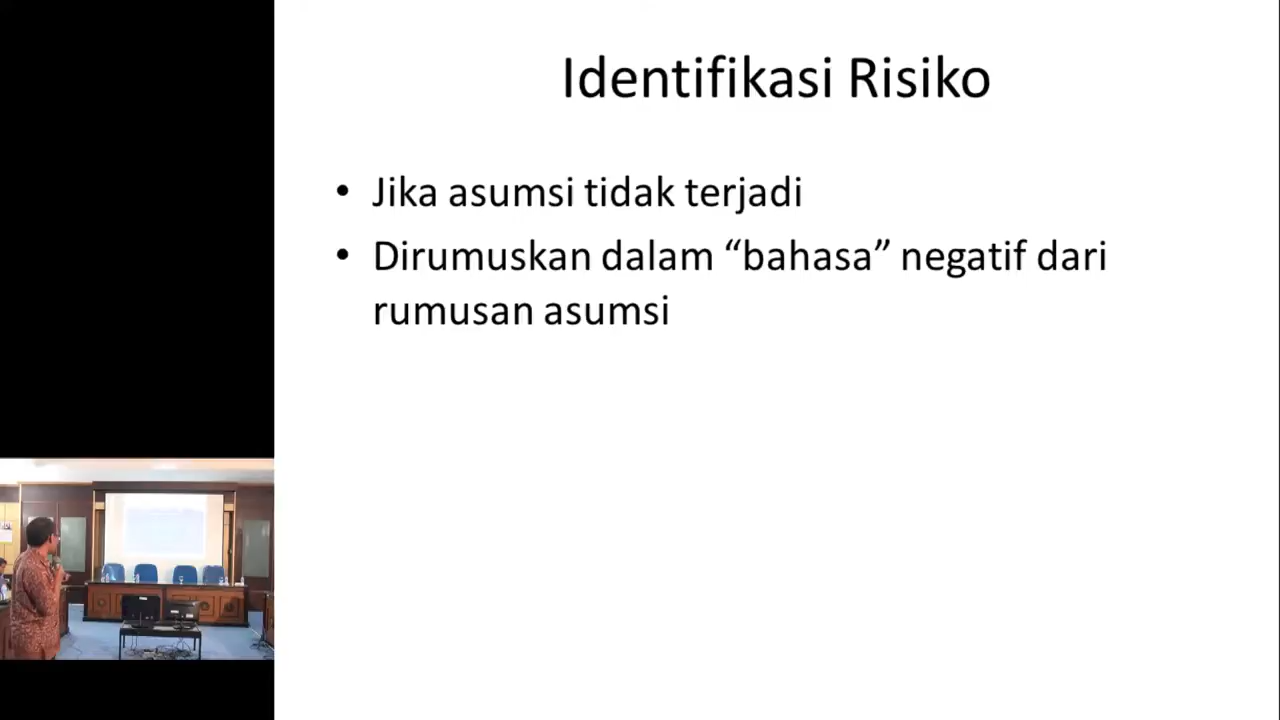 Identifikasi Risiko
• Jika asumsi tidak terjadi
• Dirumuskan dalam “bahasa” negatif dari
rumusan asumsi